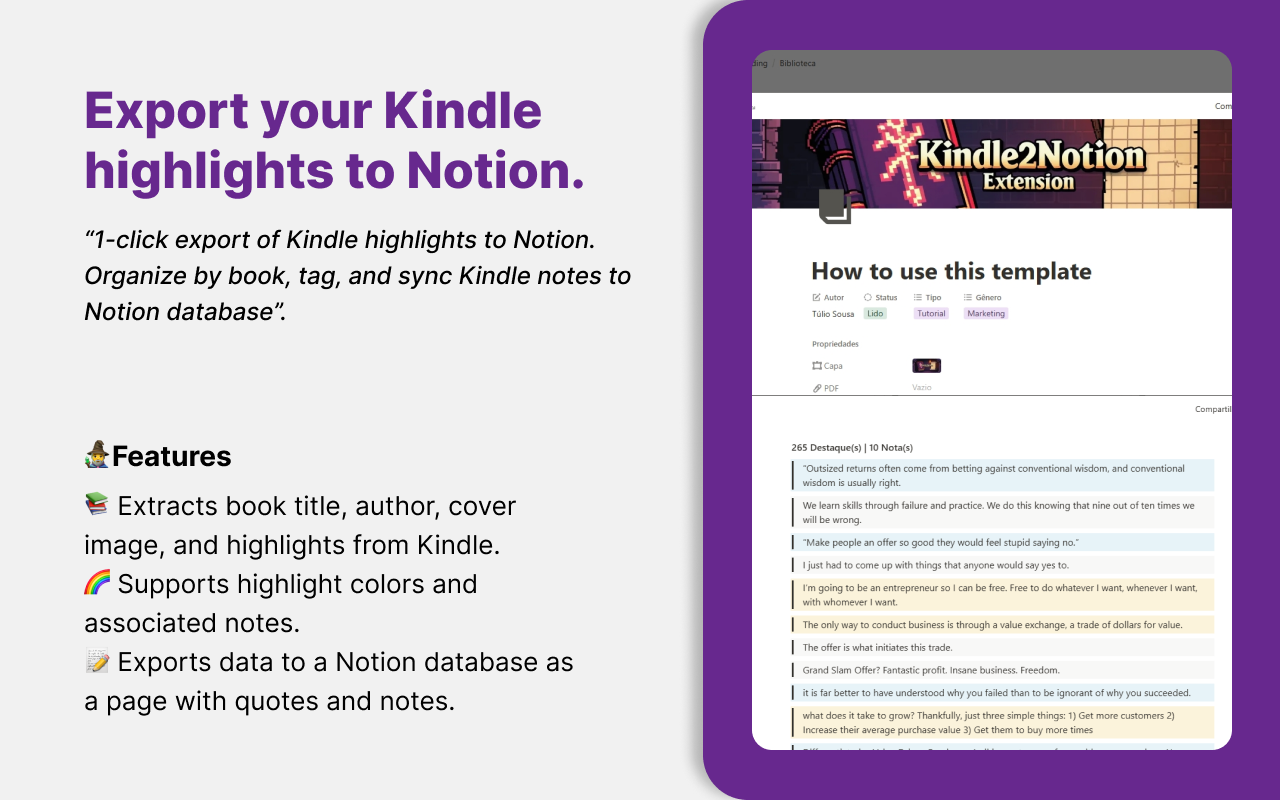 Export your Kindle
highlights to Notion.
“1-click export of Kindle highlights to Notion.
Organize by book, tag, and sync Kindle notes to
Notion database”.
Features
Extracts book title, author, cover
image, and highlights from Kindle.
Supports highlight colors and
associated notes.
Exports data to a Notion database as
a page with quotes and notes.
ding / Biblioteca
Com
Kindle2Notion
Extension
How to use this template
Autor Status Tipo Gênero
Túlio Sousa Lido Tutorial Marketing
Propriedades
Capa
PDF Vazio
Compartil
265 Destaque(s) | 10 Nota(s)
"Outsized returns often come from betting against conventional wisdom, and conventional
wisdom is usually right.
We learn skills through failure and practice. We do this knowing that nine out of ten times we
will be wrong.
"Make people an offer so good they would feel stupid saying no."
I just had to come up with things that anyone would say yes to.
I'm going to be an entrepreneur so I can be free. Free to do whatever I want, whenever I want,
with whomever I want.
The only way to conduct business is through a value exchange, a trade of dollars for value.
The offer is what initiates this trade.
Grand Slam Offer? Fantastic profit. Insane business. Freedom.
it is far better to have understood why you failed than to be ignorant of why you succeeded.
what does it take to grow? Thankfully, just three simple things: 1) Get more customers 2)
Increase their average purchase value 3) Get them to buy more times